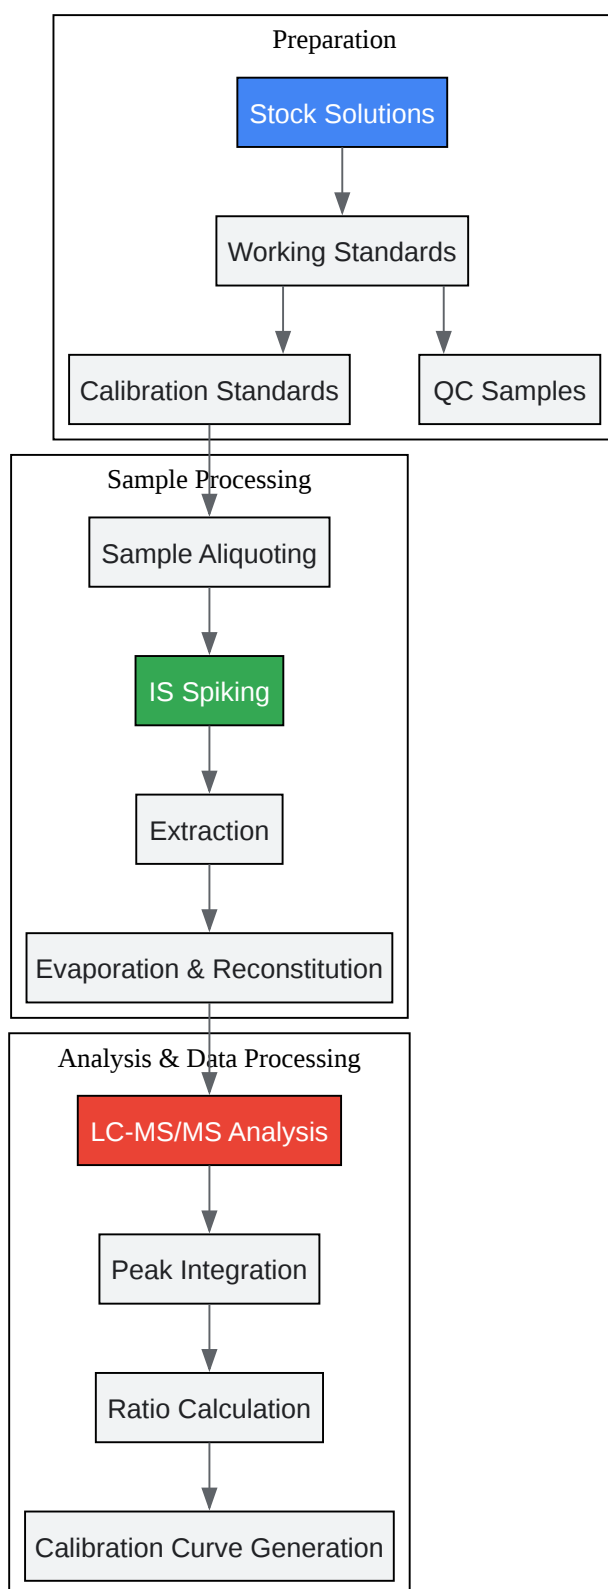 Preparation
Stock Solutions
Working Standards
Calibration Standards
QC Samples
Sample Processing
Sample Aliquoting
IS Spiking
Extraction
Evaporation & Reconstitution
Analysis & Data Processing
LC-MS/MS Analysis
Peak Integration
Ratio Calculation
Calibration Curve Generation